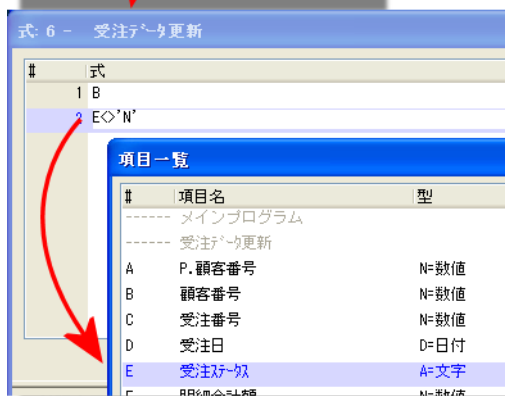 式: 6 - 受注ﾃﾞｰﾀ更新
# 式
1 B
2 E<>'N'
項目一覧
# 項目名 型
------ メインプログラム
------ 受注ﾃﾞｰﾀ更新
A P.顧客番号 N=数値
B 顧客番号 N=数値
C 受注番号 N=数値
D 受注日 D=日付
E 受注ｽﾃｰﾀｽ A=文字